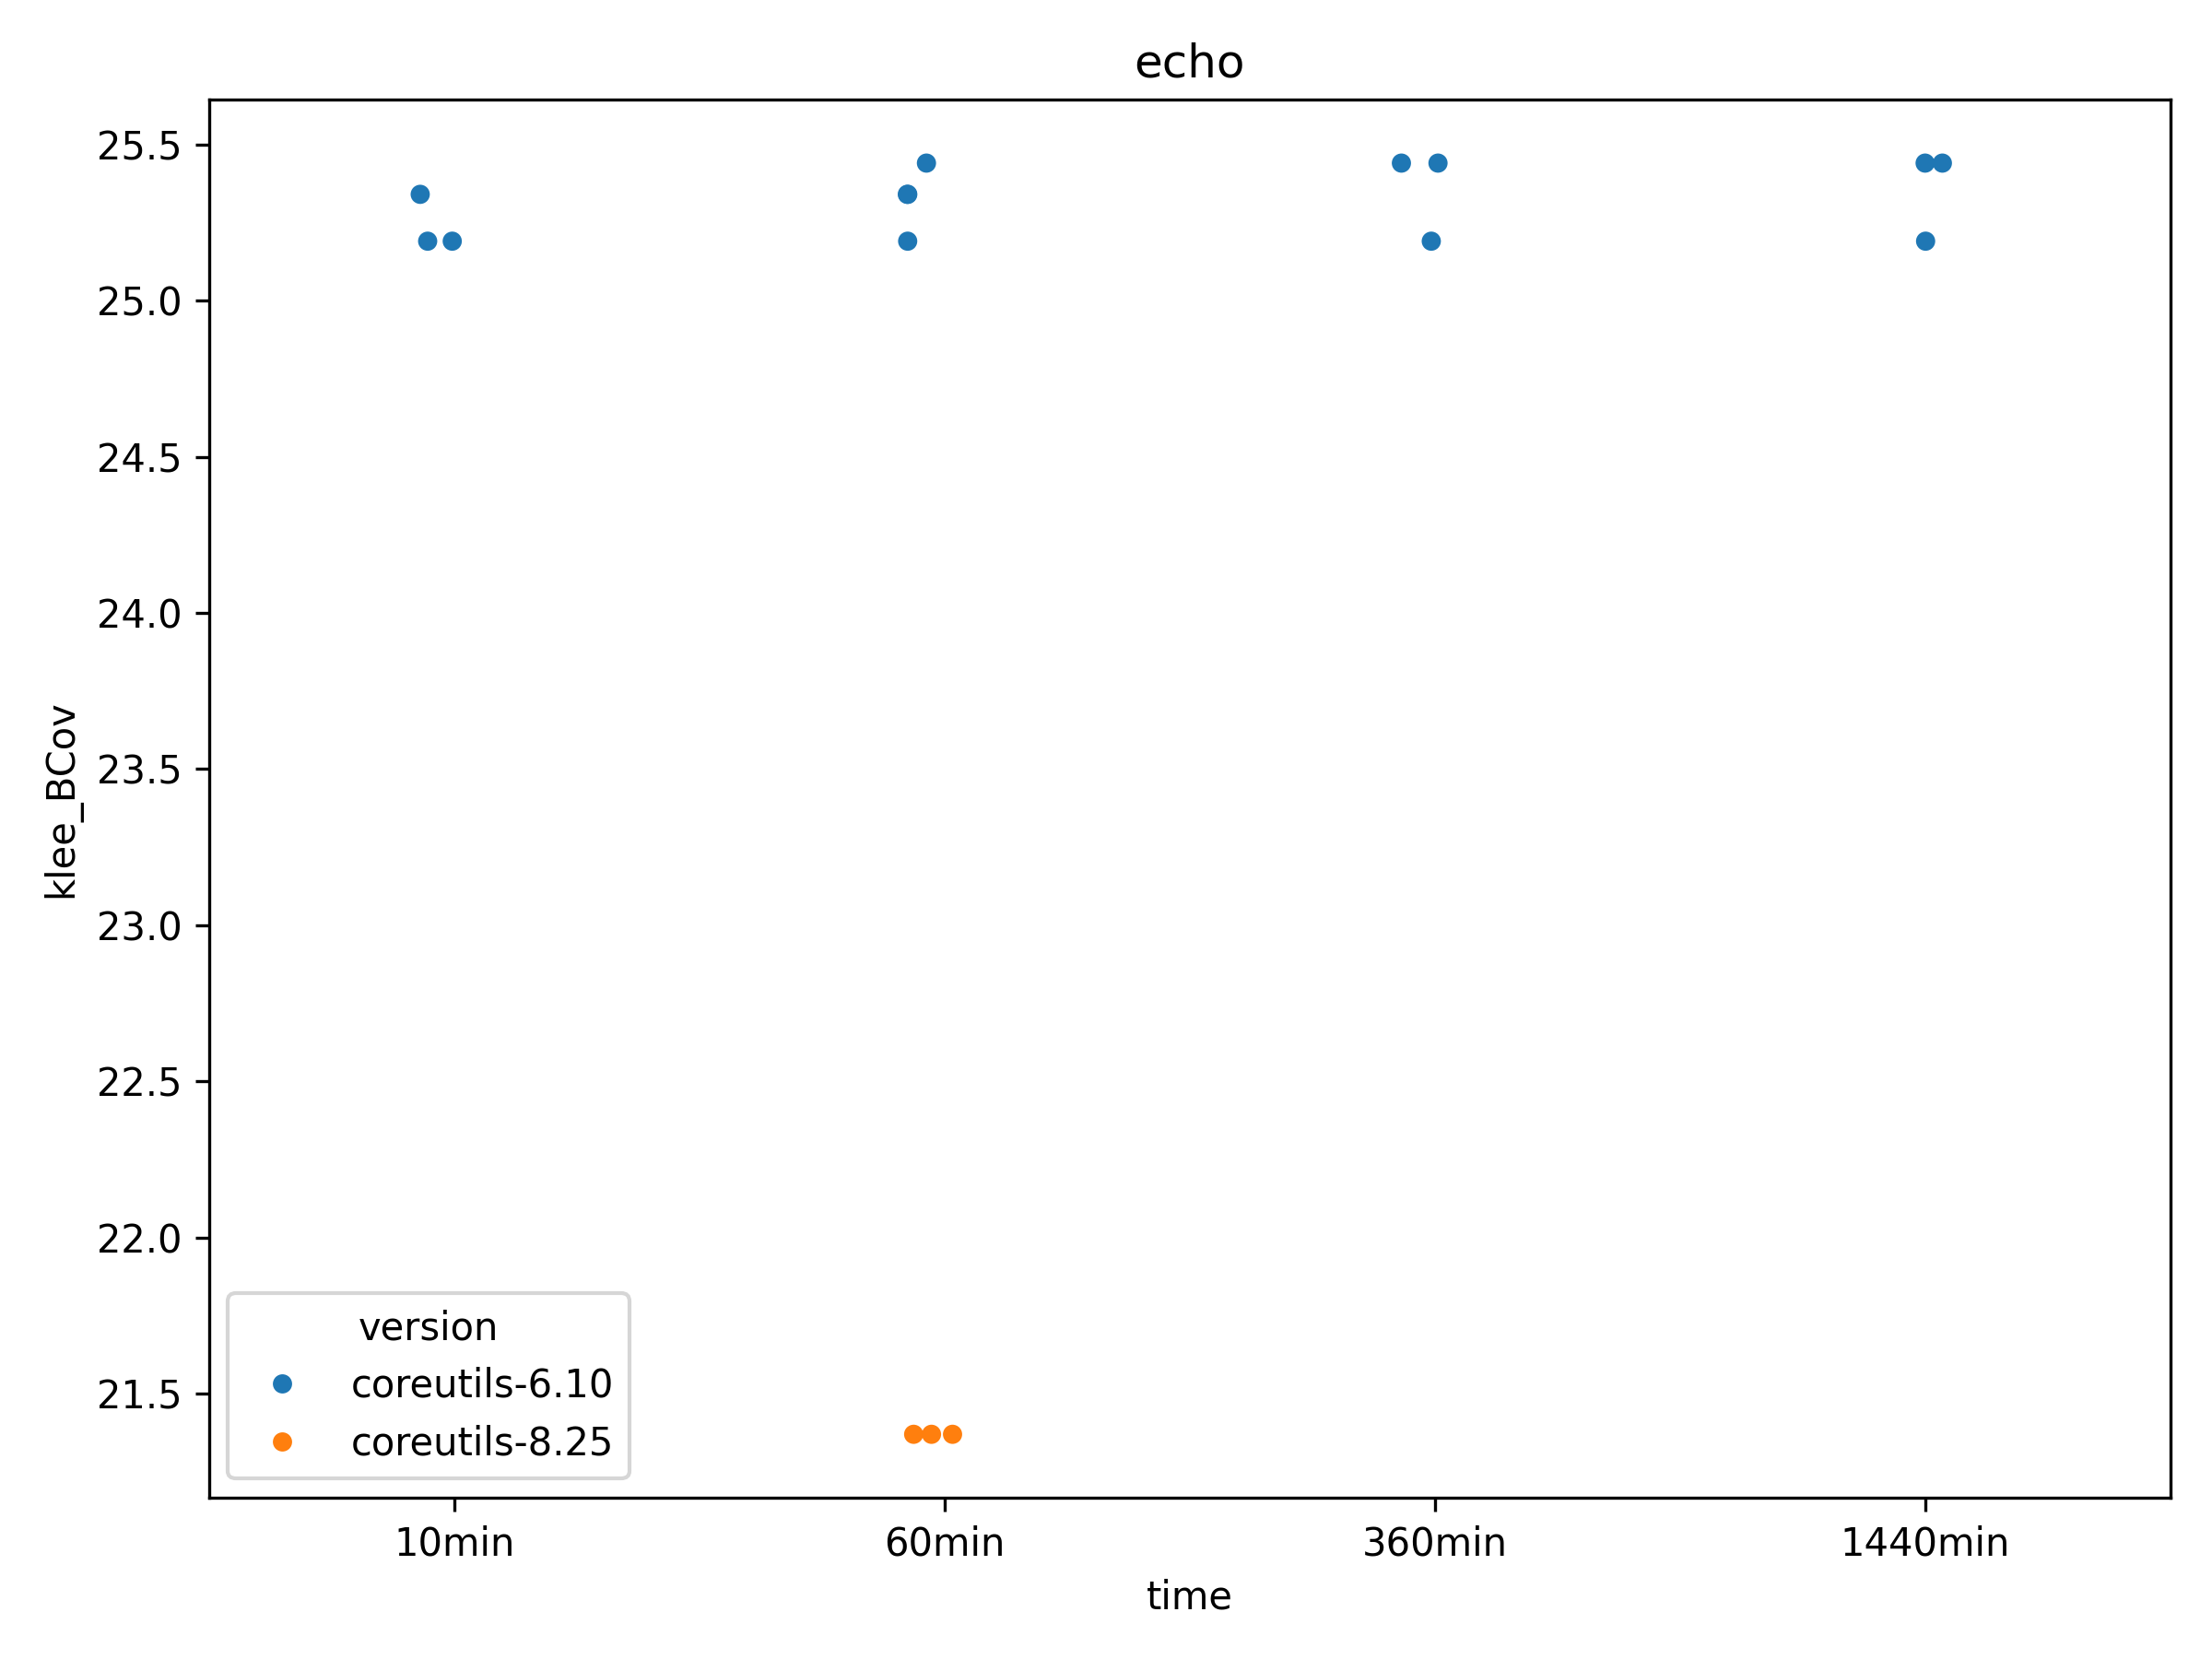 echo
25.5
25.0
24.5
24.0
23.5
23.0
22.5
22.0
21.5
klee_BCov
version
coreutils-6.10
coreutils-8.25
10min
60min
360min
1440min
time